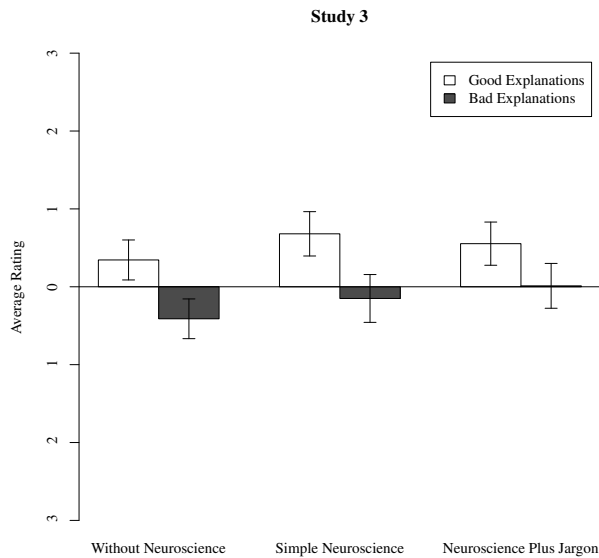 Study 3
Good Explanations
Bad Explanations
Average Rating
3
2
1
0
1
2
3
Without Neuroscience
Simple Neuroscience
Neuroscience Plus Jargon